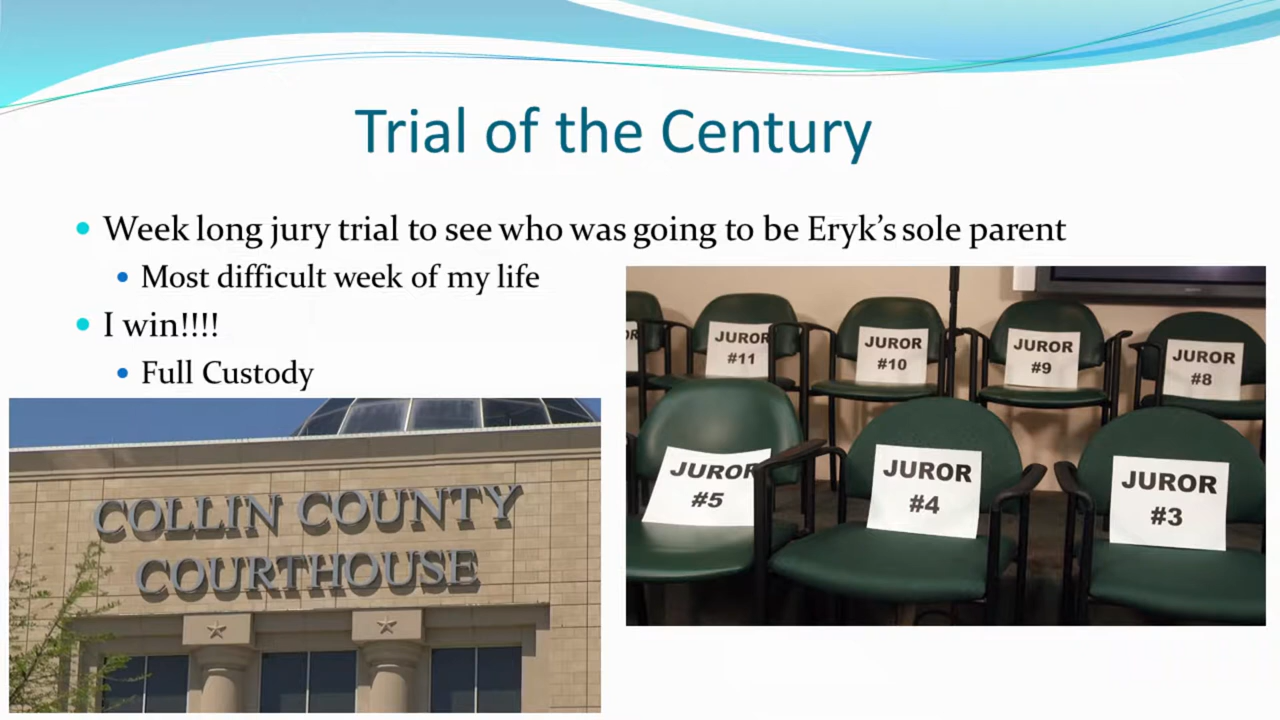 Trial of the Century
Week long jury trial to see who was going to be Eryk’s sole parent
Most difficult week of my life
I win!!!!
Full Custody
COLLIN COUNTY
COURTHOUSE
JUROR
#11
JUROR
#10
JUROR
#9
JUROR
#8
JUROR
#5
JUROR
#4
JUROR
#3